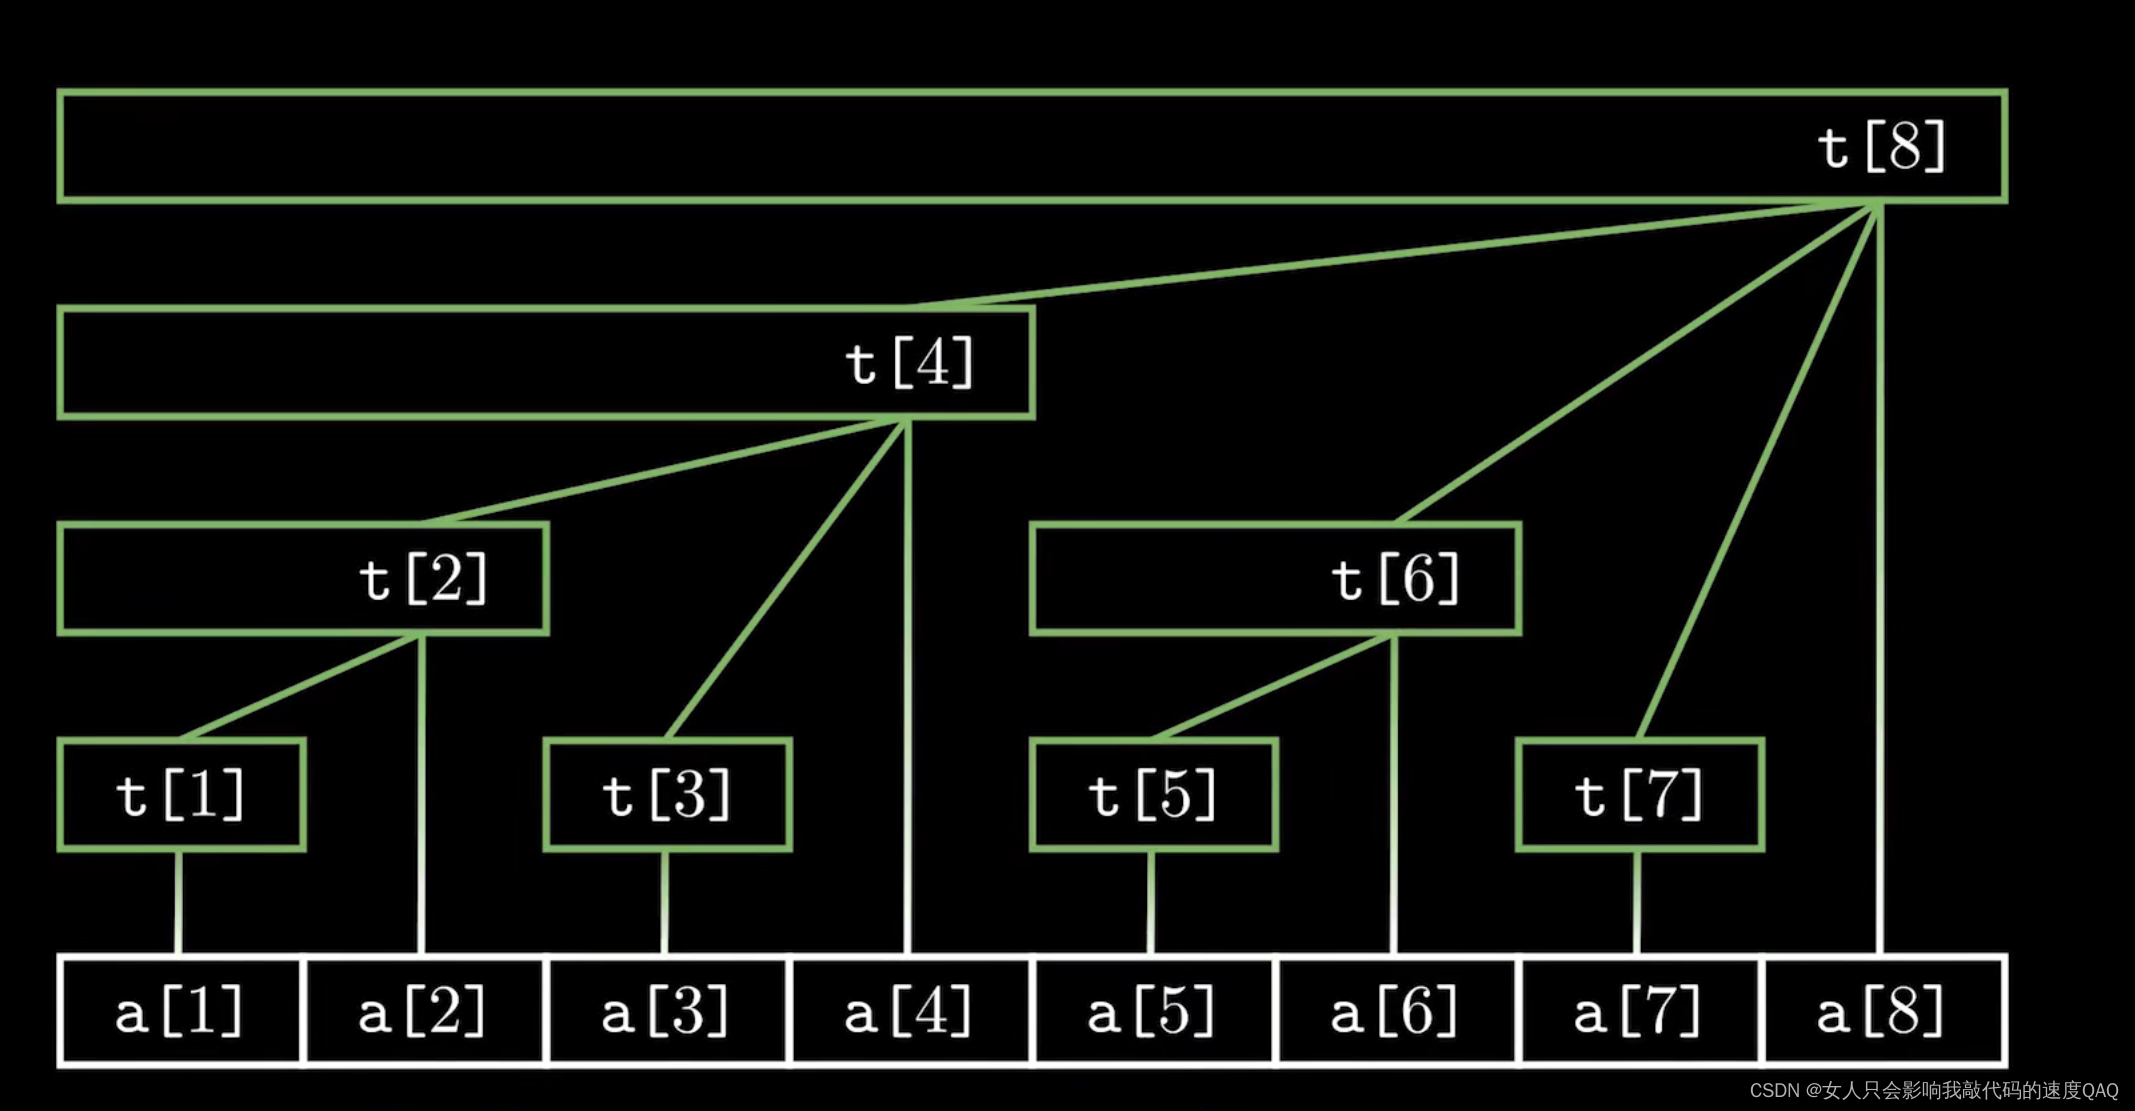 t[8]
t[4]
t[2] t[6]
t[1] t[3] t[5] t[7]
a[1] a[2] a[3] a[4] a[5] a[6] a[7] a[8]
CSDN @女人只会影响我敲代码的速度QAQ